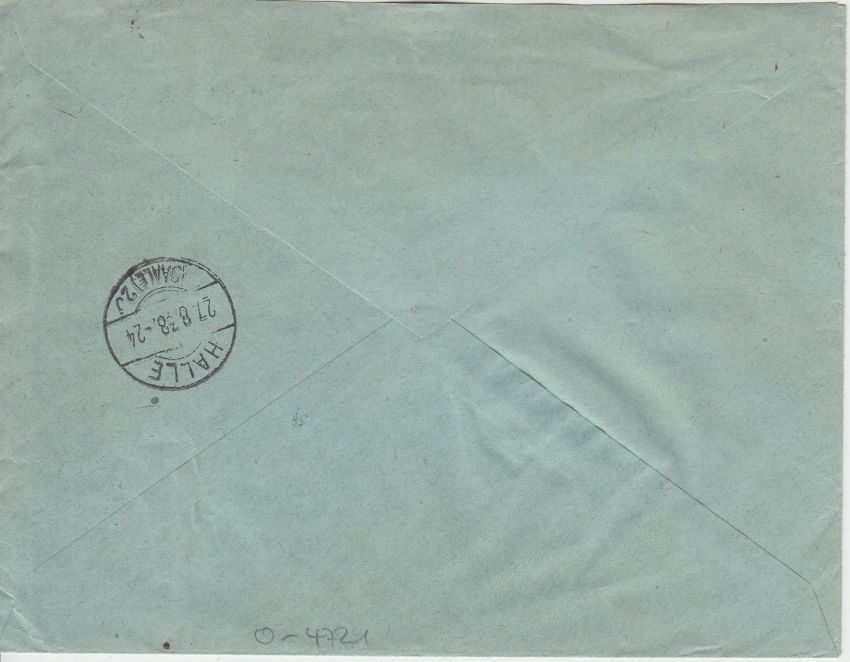 HALLE
27.8.38.-24
(SAALE) 2 J
O-4721